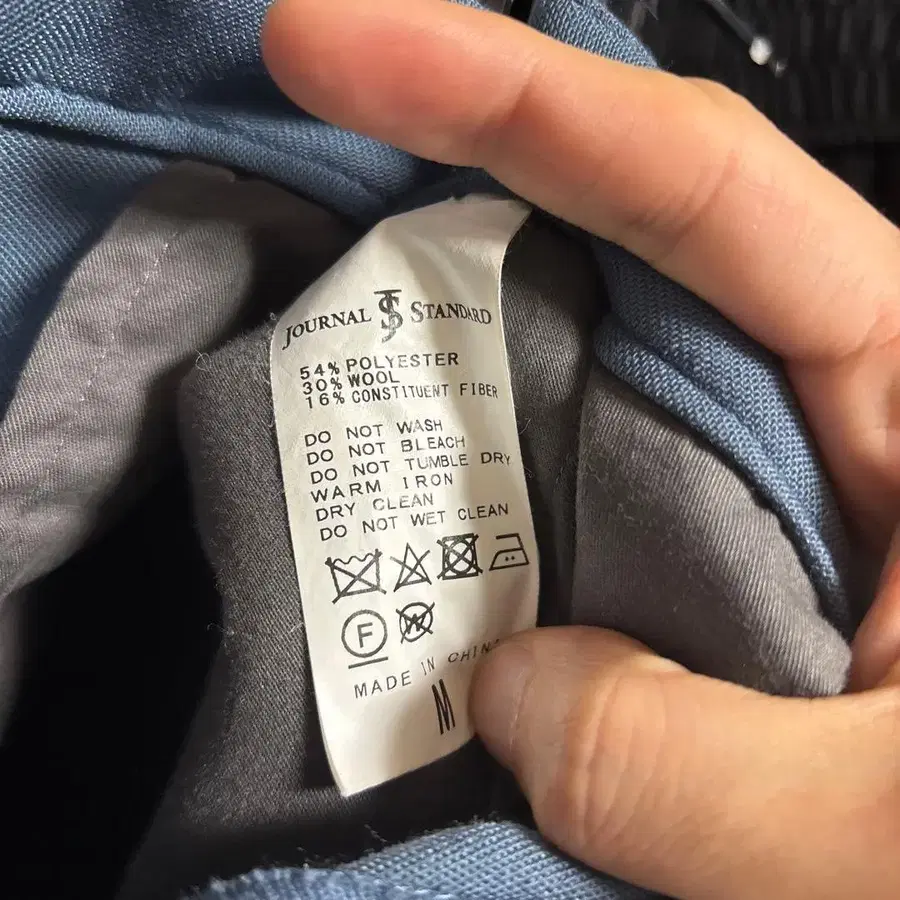 JOURNAL JS STANDARD
54% POLYESTER
30% WOOL
16% CONSTITUENT FIBER
DO NOT WASH
DO NOT BLEACH
DO NOT TUMBLE DRY
WARM IRON
DRY CLEAN
DO NOT WET CLEAN
F W
MADE IN CHINA
M